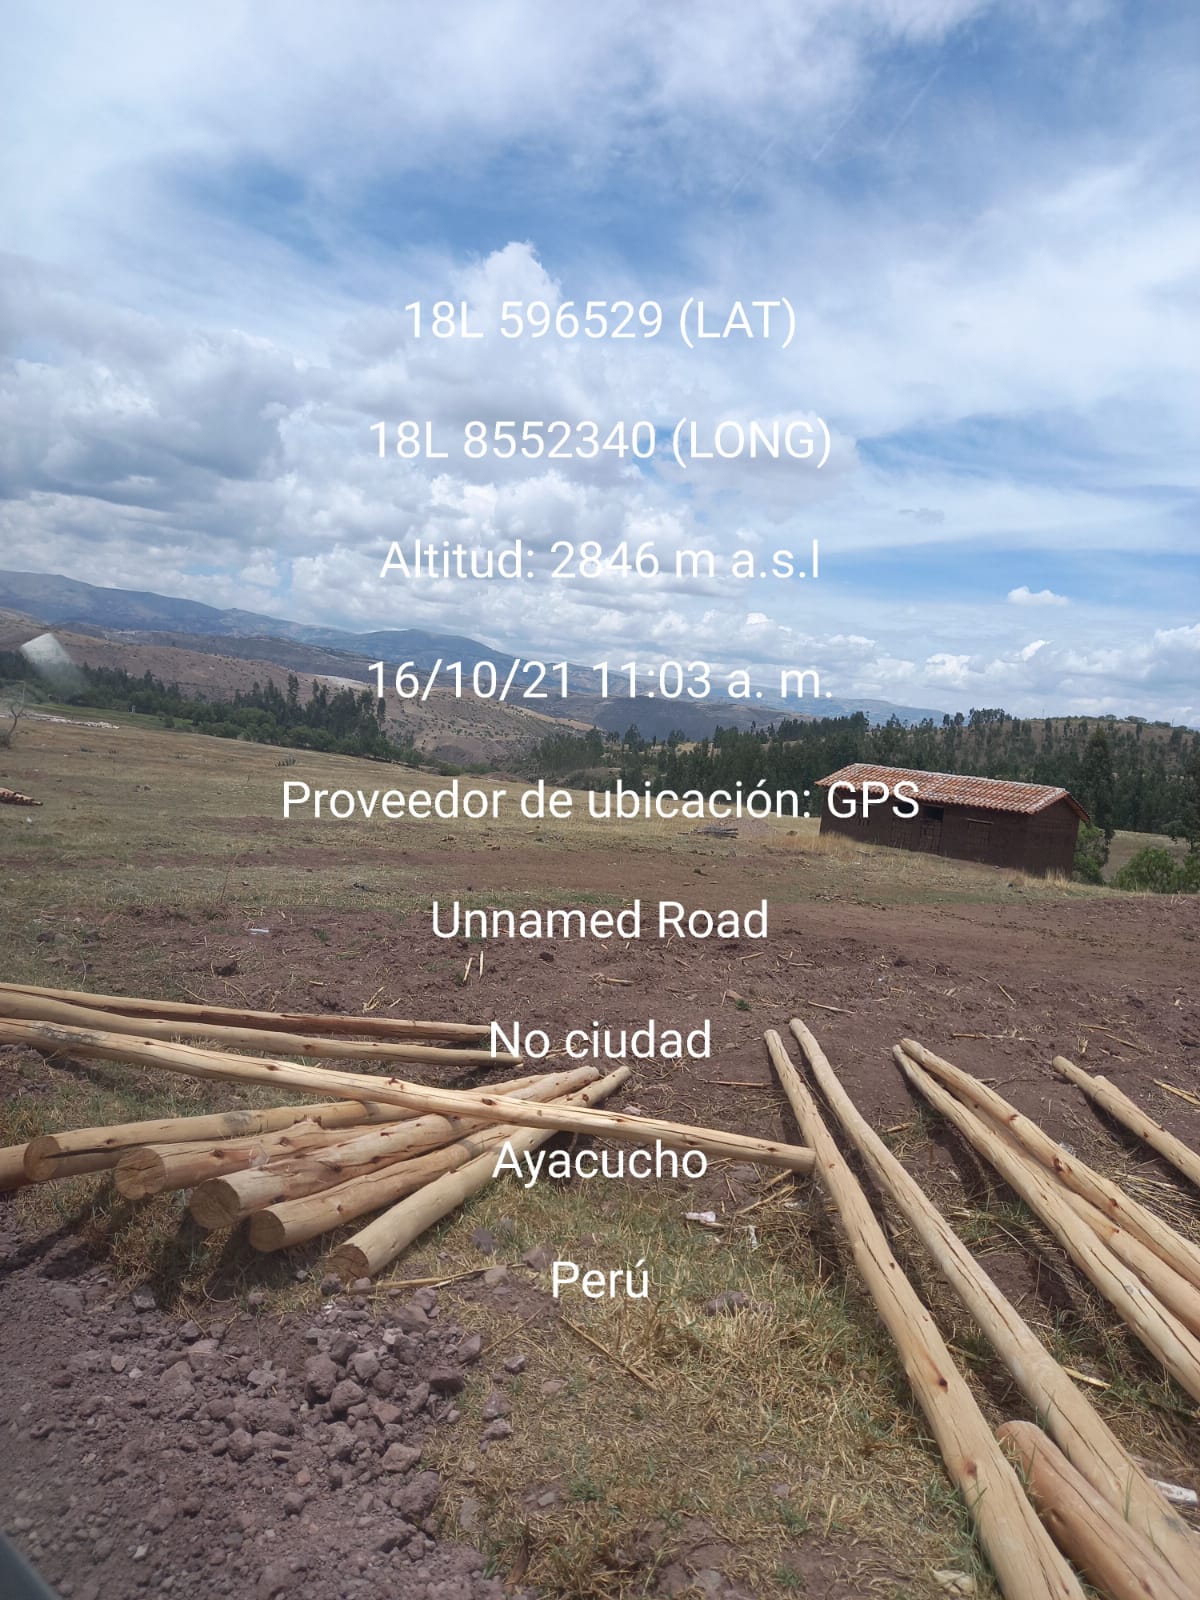 18L 596529 (LAT)
18L 8552340 (LONG)
Altitud: 2846 m a.s.l
16/10/21 11:03 a. m.
Proveedor de ubicación: GPS
Unnamed Road
No ciudad
Ayacucho
Perú